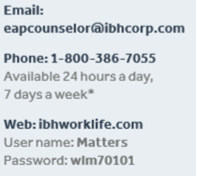 Email:
eapcounselor@ibhcorp.com
Phone: 1-800-386-7055
Available 24 hours a day,
7 days a week*
Web: ibhworklife.com
User name: Matters
Password: wlm70101